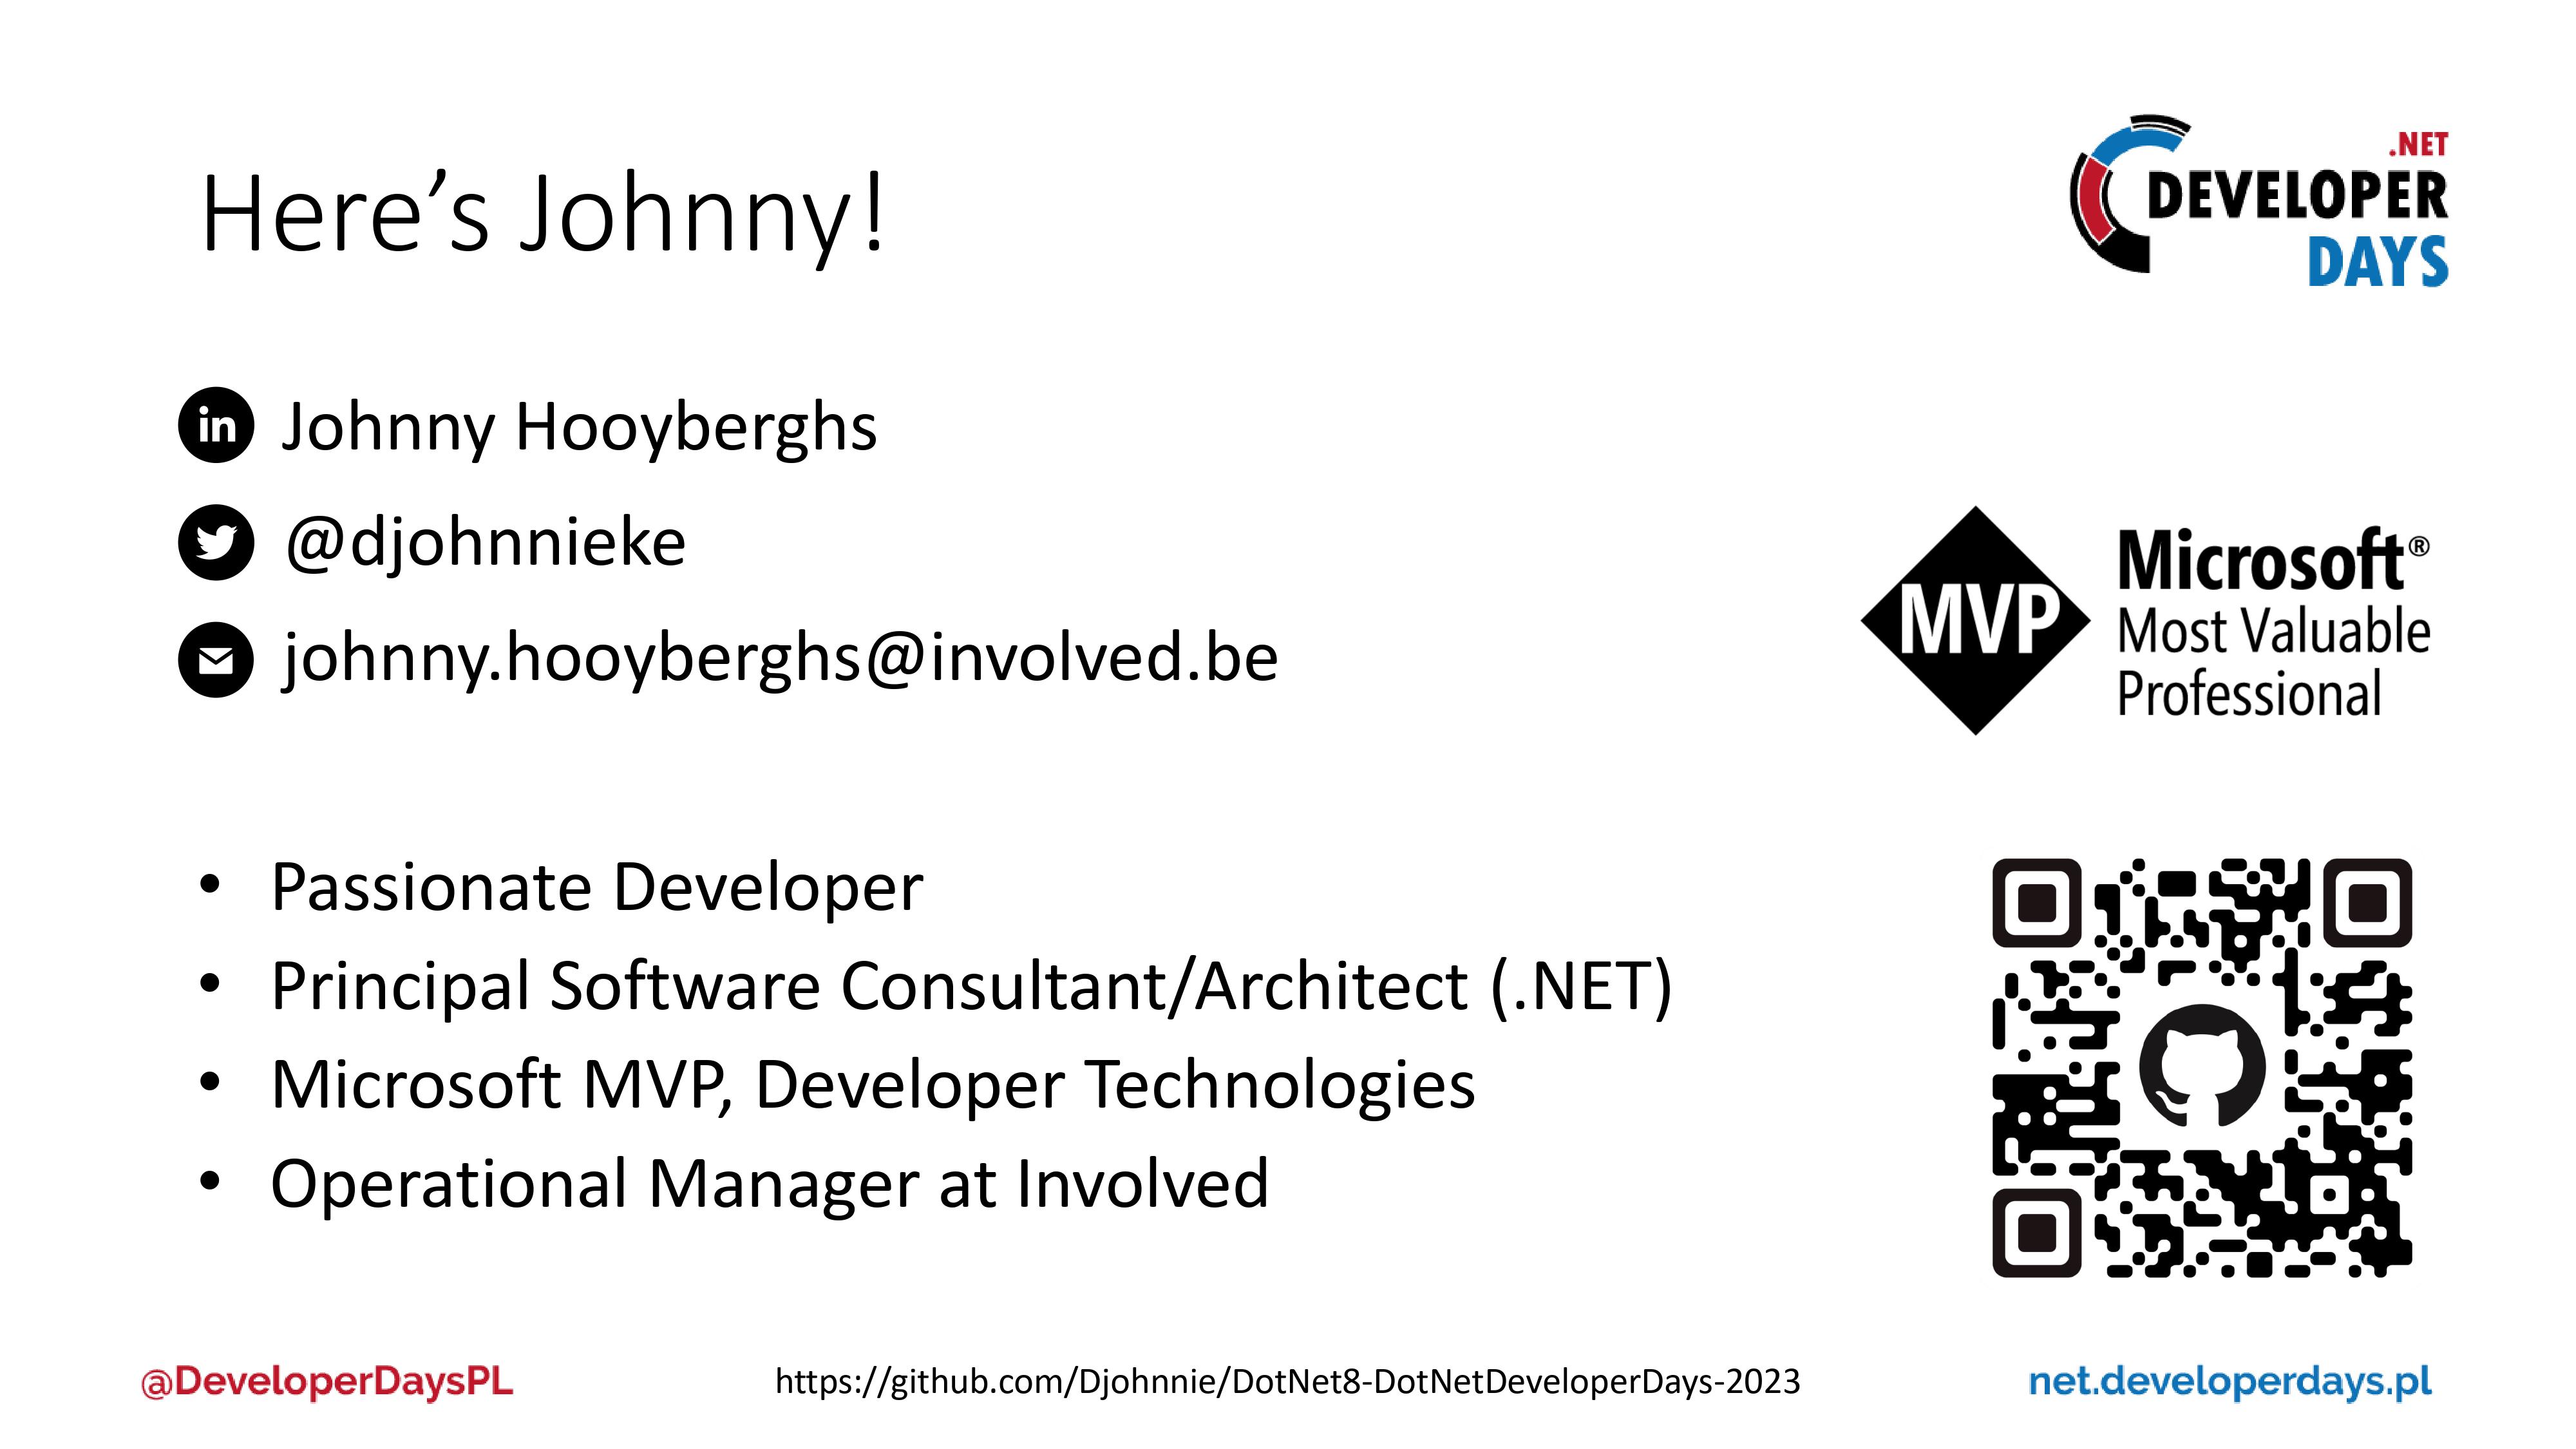 Here’s Johnny!
.NET
DEVELOPER
DAYS
in Johnny Hooyberghs
@djohnnieke
johnny.hooyberghs@involved.be
MVP
Microsoft®
Most Valuable
Professional
• Passionate Developer
• Principal Software Consultant/Architect (.NET)
• Microsoft MVP, Developer Technologies
• Operational Manager at Involved
@DeveloperDaysPL
https://github.com/Djohnnie/DotNet8-DotNetDeveloperDays-2023
net.developerdays.pl